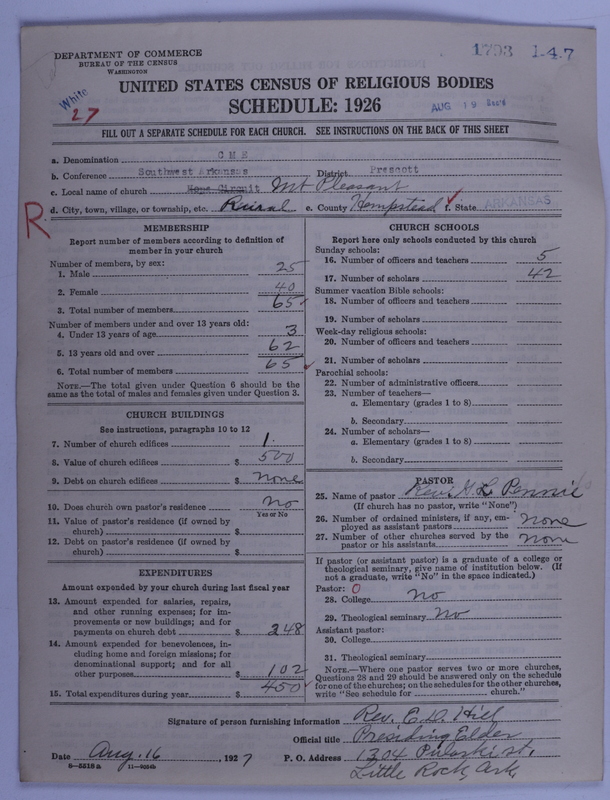 DEPARTMENT OF COMMERCE
BUREAU OF THE CENSUS
WASHINGTON
1-4-7
White
27
UNITED STATES CENSUS OF RELIGIOUS BODIES
SCHEDULE: 1926
AUG 19 Rec'd
FILL OUT A SEPARATE SCHEDULE FOR EACH CHURCH. SEE INSTRUCTIONS ON THE BACK OF THIS SHEET
a. Denomination C M E
b. Conference Southwest Arkansas District Prescott
c. Local name of church Hope Circuit Mt Pleasant
d. City, town, village, or township, etc. Rural e. County Hempstead f. State ARKANSAS
R
MEMBERSHIP
Report number of members according to definition of
member in your church
Number of members, by sex:
1. Male 25
2. Female 40
3. Total number of members 65
Number of members under and over 13 years old:
4. Under 13 years of age 3
5. 13 years old and over 62
6. Total number of members 65
NOTE.—The total given under Question 6 should be
the same as the total of males and females given under Question 3.
CHURCH BUILDINGS
See instructions, paragraphs 10 to 12
7. Number of church edifices 1.
8. Value of church edifices $ 500
9. Debt on church edifices $ None
10. Does church own pastor's residence No
Yes or No
11. Value of pastor's residence (if owned by
church) $
12. Debt on pastor's residence (if owned by
church) $
EXPENDITURES
Amount expended by your church during last fiscal year
13. Amount expended for salaries, repairs,
and other running expenses; for im-
provements or new buildings; and for
payments on church debt $ 348
14. Amount expended for benevolences, in-
cluding home and foreign missions; for
denominational support; and for all
other purposes $ 102
15. Total expenditures during year $ 450
CHURCH SCHOOLS
Report here only schools conducted by this church
Sunday schools:
16. Number of officers and teachers 5
17. Number of scholars 42
Summer vacation Bible schools:
18. Number of officers and teachers
19. Number of scholars
Week-day religious schools:
20. Number of officers and teachers
21. Number of scholars
Parochial schools:
22. Number of administrative officers
23. Number of teachers—
a. Elementary (grades 1 to 8)
b. Secondary
24. Number of scholars—
a. Elementary (grades 1 to 8)
b. Secondary
PASTOR
25. Name of pastor Rev.
(If church has no pastor, write "None")
26. Number of ordained ministers, if any, em-
ployed as assistant pastors None
27. Number of other churches served by the
pastor or his assistants None
If pastor (or assistant pastor) is a graduate of a college or
theological seminary, give name of institution below. (If
not a graduate, write "No" in the space indicated.)
Pastor: 0
28. College No
29. Theological seminary No
Assistant pastor:
30. College
31. Theological seminary
NOTE.—Where one pastor serves two or more churches,
Questions 28 and 29 should be answered only on the schedule
for one of the churches; on the schedules for the other churches,
write "See schedule for church."
Signature of person furnishing information Rev. C. D. Hill
Official title Presiding Elder
Date Aug. 16, 1927 P. O. Address 1304 Pulaski st,
Little Rock, Ark,